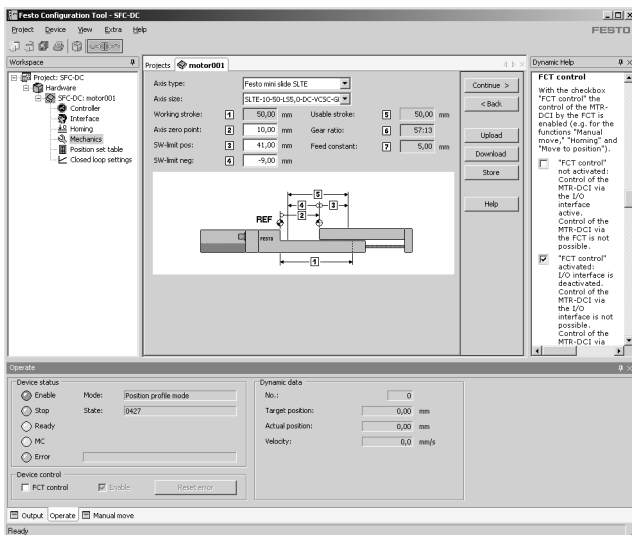 Festo Configuration Tool - SFC-DC
Project Device View Extra Help
FESTO
Workspace
Project: SFC-DC
Hardware
SFC-DC: motor001
Controller
Interface
Homing
Mechanics
Position set table
Closed loop settings
Projects motor001
Axis type: Festo mini slide SLTE
Axis size: SLTE-10-50-LS5,0-DC-VCSC-G(
Working stroke: 1 50,00 mm Usable stroke: 5 50,00 mm
Axis zero point: 2 10,00 mm Gear ratio: 6 57:13
SW-limit pos: 3 41,00 mm Feed constant: 7 5,00 mm
SW-limit neg: 4 -9,00 mm
5
4 3
REF 2
FESTO
1
Continue >
< Back
Upload
Download
Store
Help
Dynamic Help
FCT control
With the checkbox
"FCT control" the
control of the MTR-
DCI by the FCT is
enabled (e.g. for the
functions "Manual
move," "Homing" and
"Move to position").
"FCT control"
not activated:
Control of the
MTR-DCI via
the I/O
interface
active.
Control of the
MTR-DCI via
the FCT is not
possible.
"FCT control"
activated:
I/O interface is
deactivated.
Control of the
MTR-DCI via
the I/O
interface is not
possible.
Control of the
MTR-DCI via
Operate
Device status
Enable Mode: Position profile mode
Stop State: 0427
Ready
MC
Error
Device control
FCT control Enable Reset error
Dynamic data
No.: 0
Target position: 0,00 mm
Actual position: 0,00 mm
Velocity: 0,0 mm/s
Output Operate Manual move
Ready